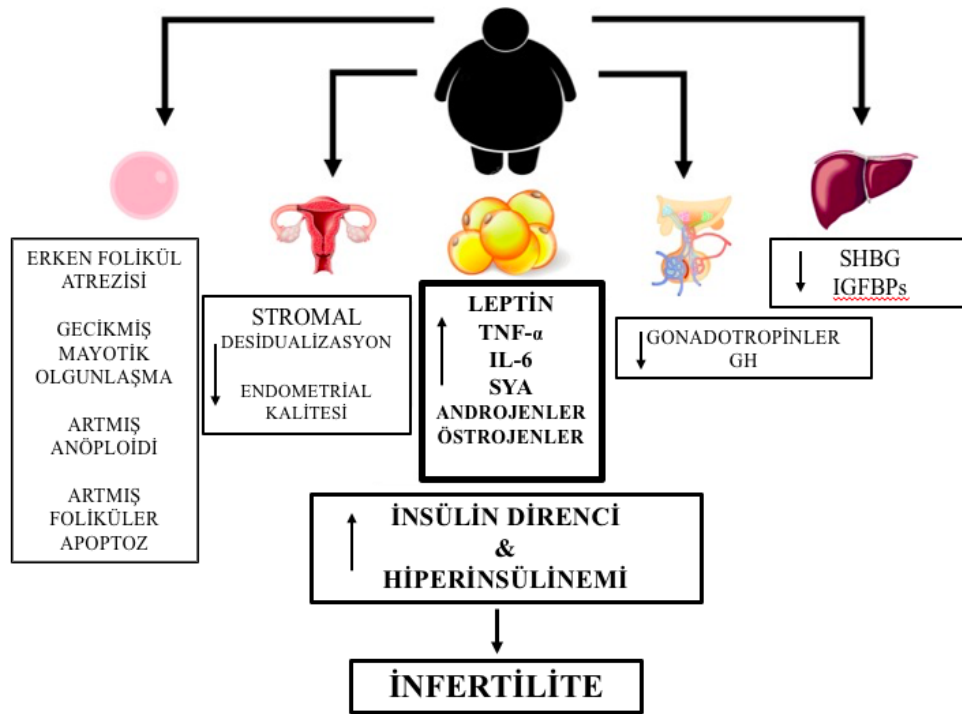 ERKEN FOLİKÜL
ATREZİSİ
GECİKMİŞ
MAYOTİK
OLGUNLAŞMA
ARTMIŞ
ANÖPLOİDİ
ARTMIŞ
FOLİKÜLER
APOPTOZ
STROMAL
DESİDUALİZASYON
ENDOMETRİAL
KALİTESİ
LEPTİN
TNF-α
IL-6
SYA
ANDROJENLER
ÖSTROJENLER
GONADOTROPİNLER
GH
SHBG
IGFBPs
İNSÜLİN DİRENCİ
&
HİPERİNSÜLİNEMİ
İNFERTİLİTE